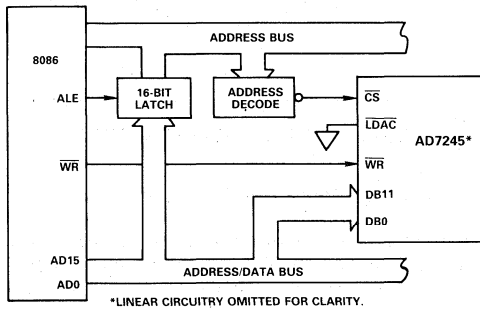 ADDRESS BUS
8086
ALE
16-BIT
LATCH
ADDRESS
DECODE
CS
LDAC
AD7245*
WR
WR
DB11
DB0
AD15
AD0
ADDRESS/DATA BUS
*LINEAR CIRCUITRY OMITTED FOR CLARITY.